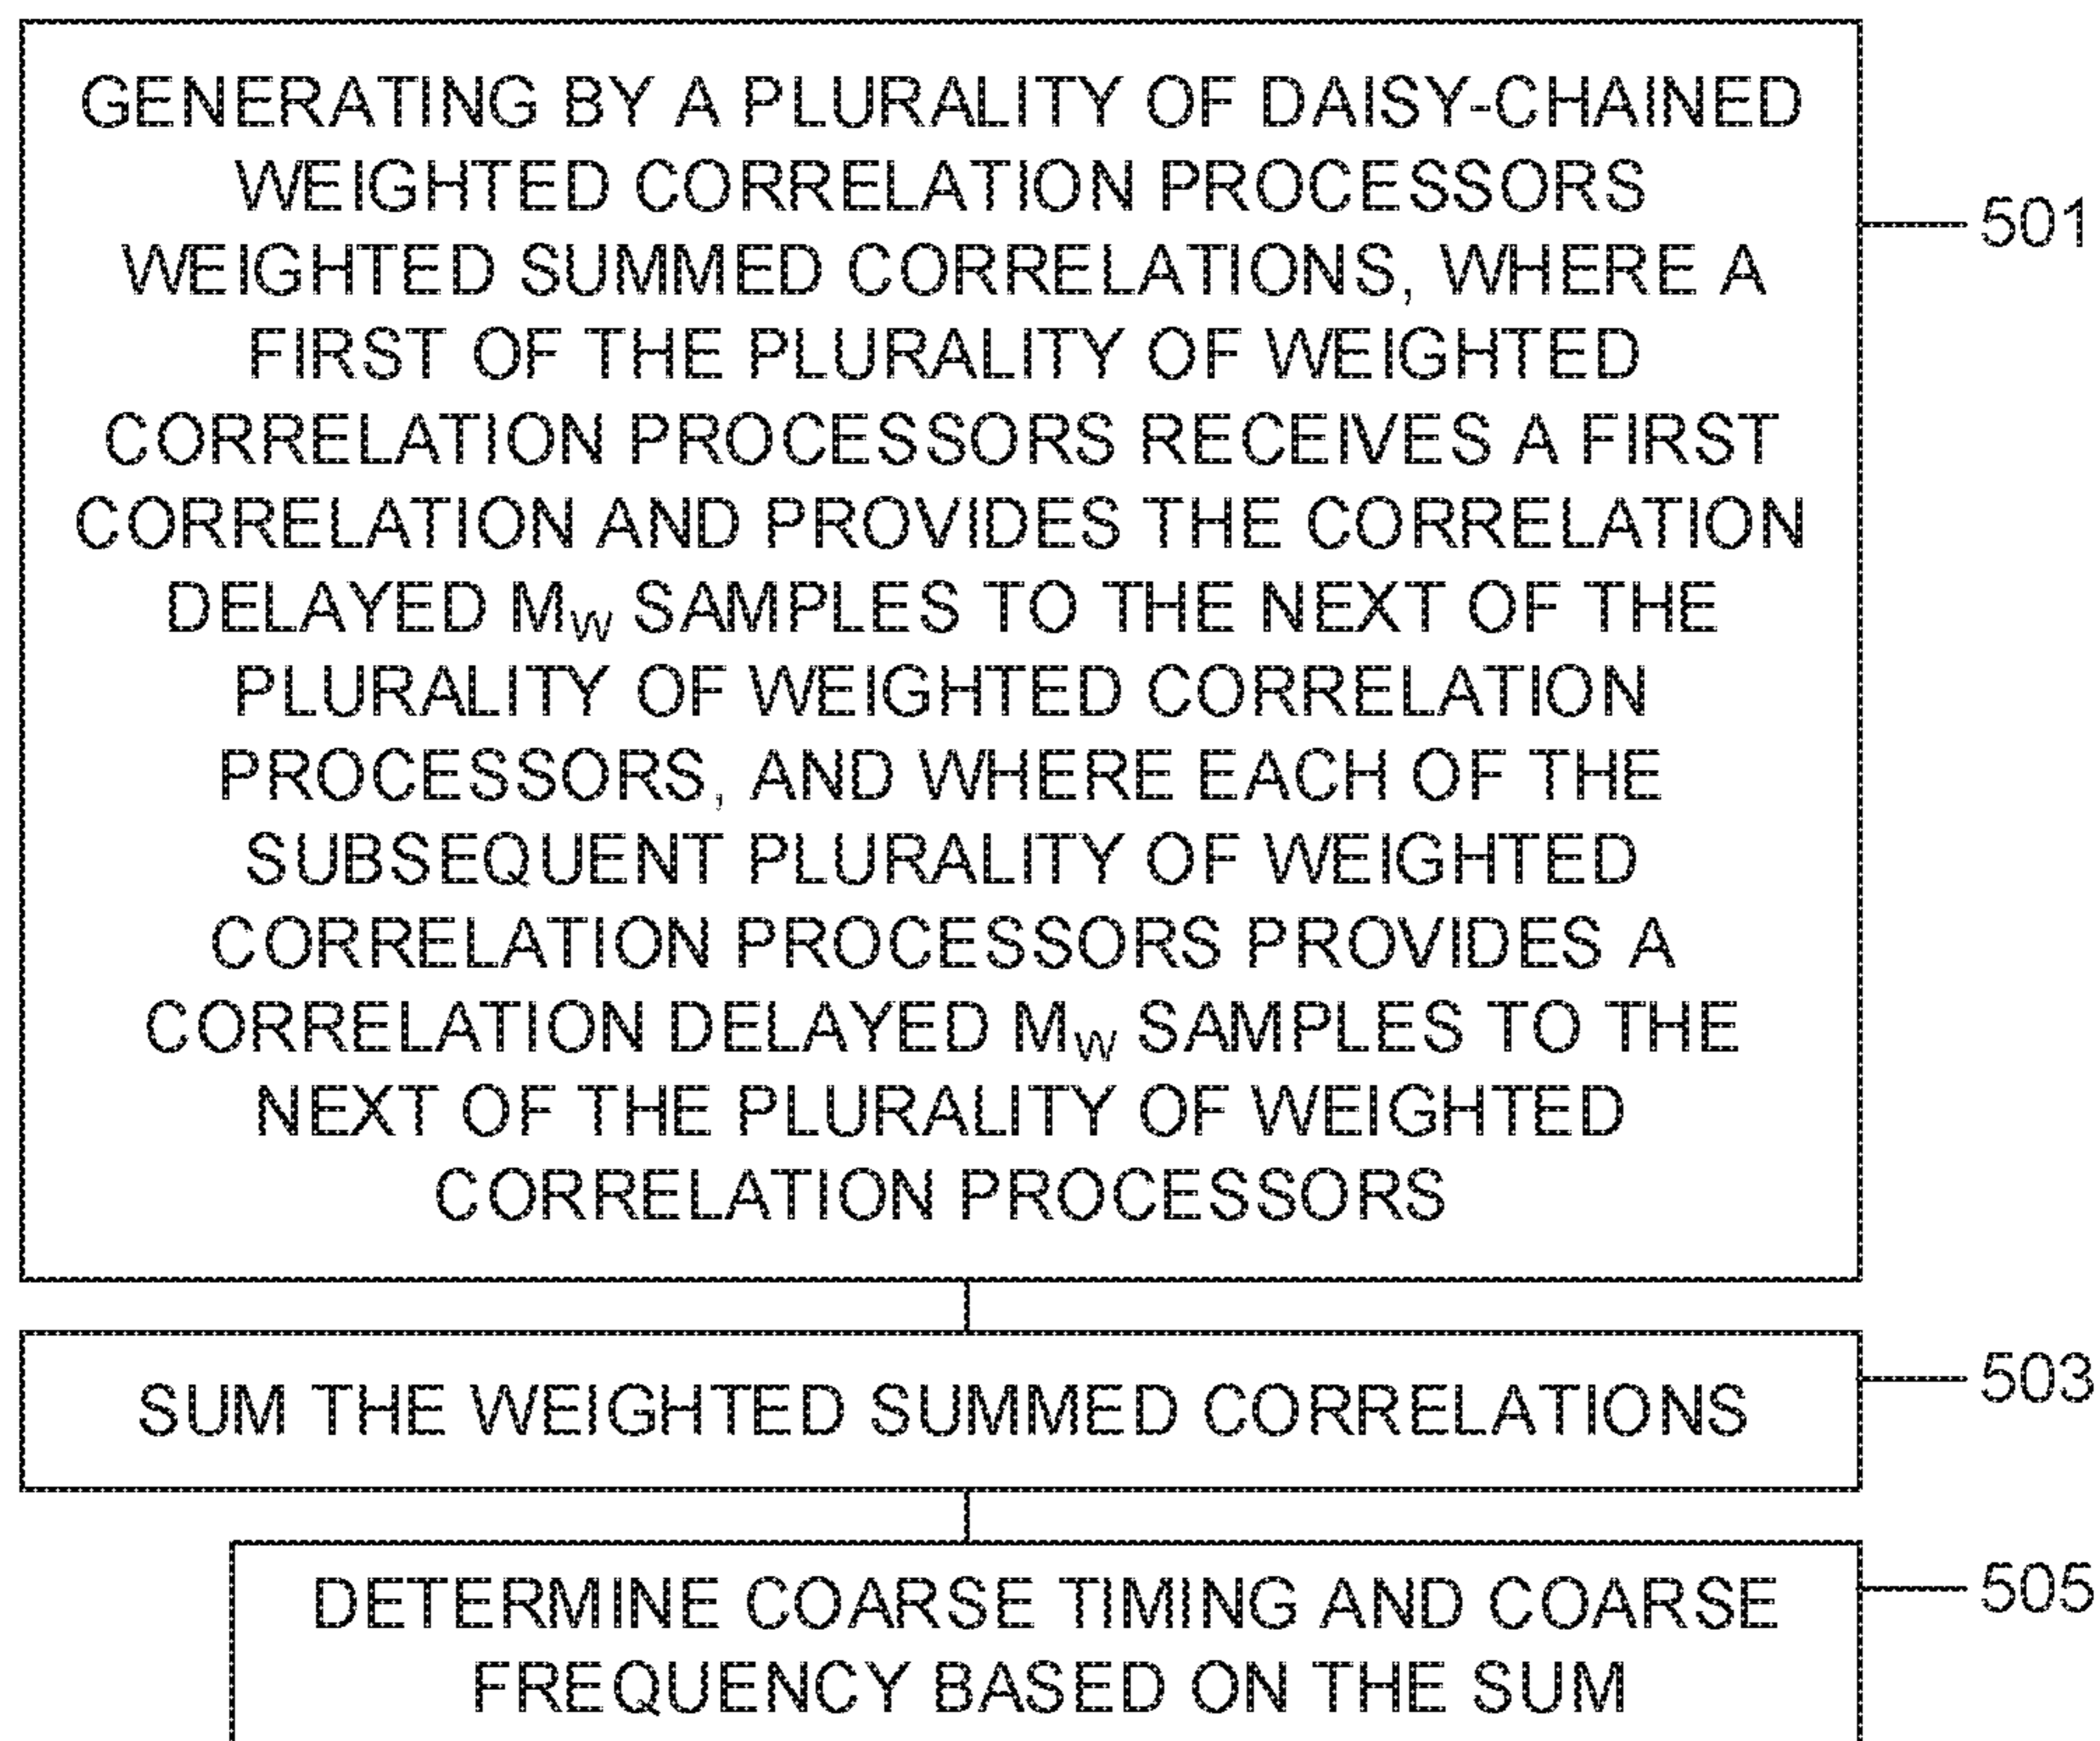 GENERATING BY A PLURALITY OF DAISY-CHAINED
WEIGHTED CORRELATION PROCESSORS
WEIGHTED SUMMED CORRELATIONS, WHERE A
FIRST OF THE PLURALITY OF WEIGHTED
CORRELATION PROCESSORS RECEIVES A FIRST
CORRELATION AND PROVIDES THE CORRELATION
DELAYED MW SAMPLES TO THE NEXT OF THE
PLURALITY OF WEIGHTED CORRELATION
PROCESSORS, AND WHERE EACH OF THE
SUBSEQUENT PLURALITY OF WEIGHTED
CORRELATION PROCESSORS PROVIDES A
CORRELATION DELAYED MW SAMPLES TO THE
NEXT OF THE PLURALITY OF WEIGHTED
CORRELATION PROCESSORS
501
SUM THE WEIGHTED SUMMED CORRELATIONS
503
DETERMINE COARSE TIMING AND COARSE
FREQUENCY BASED ON THE SUM
505